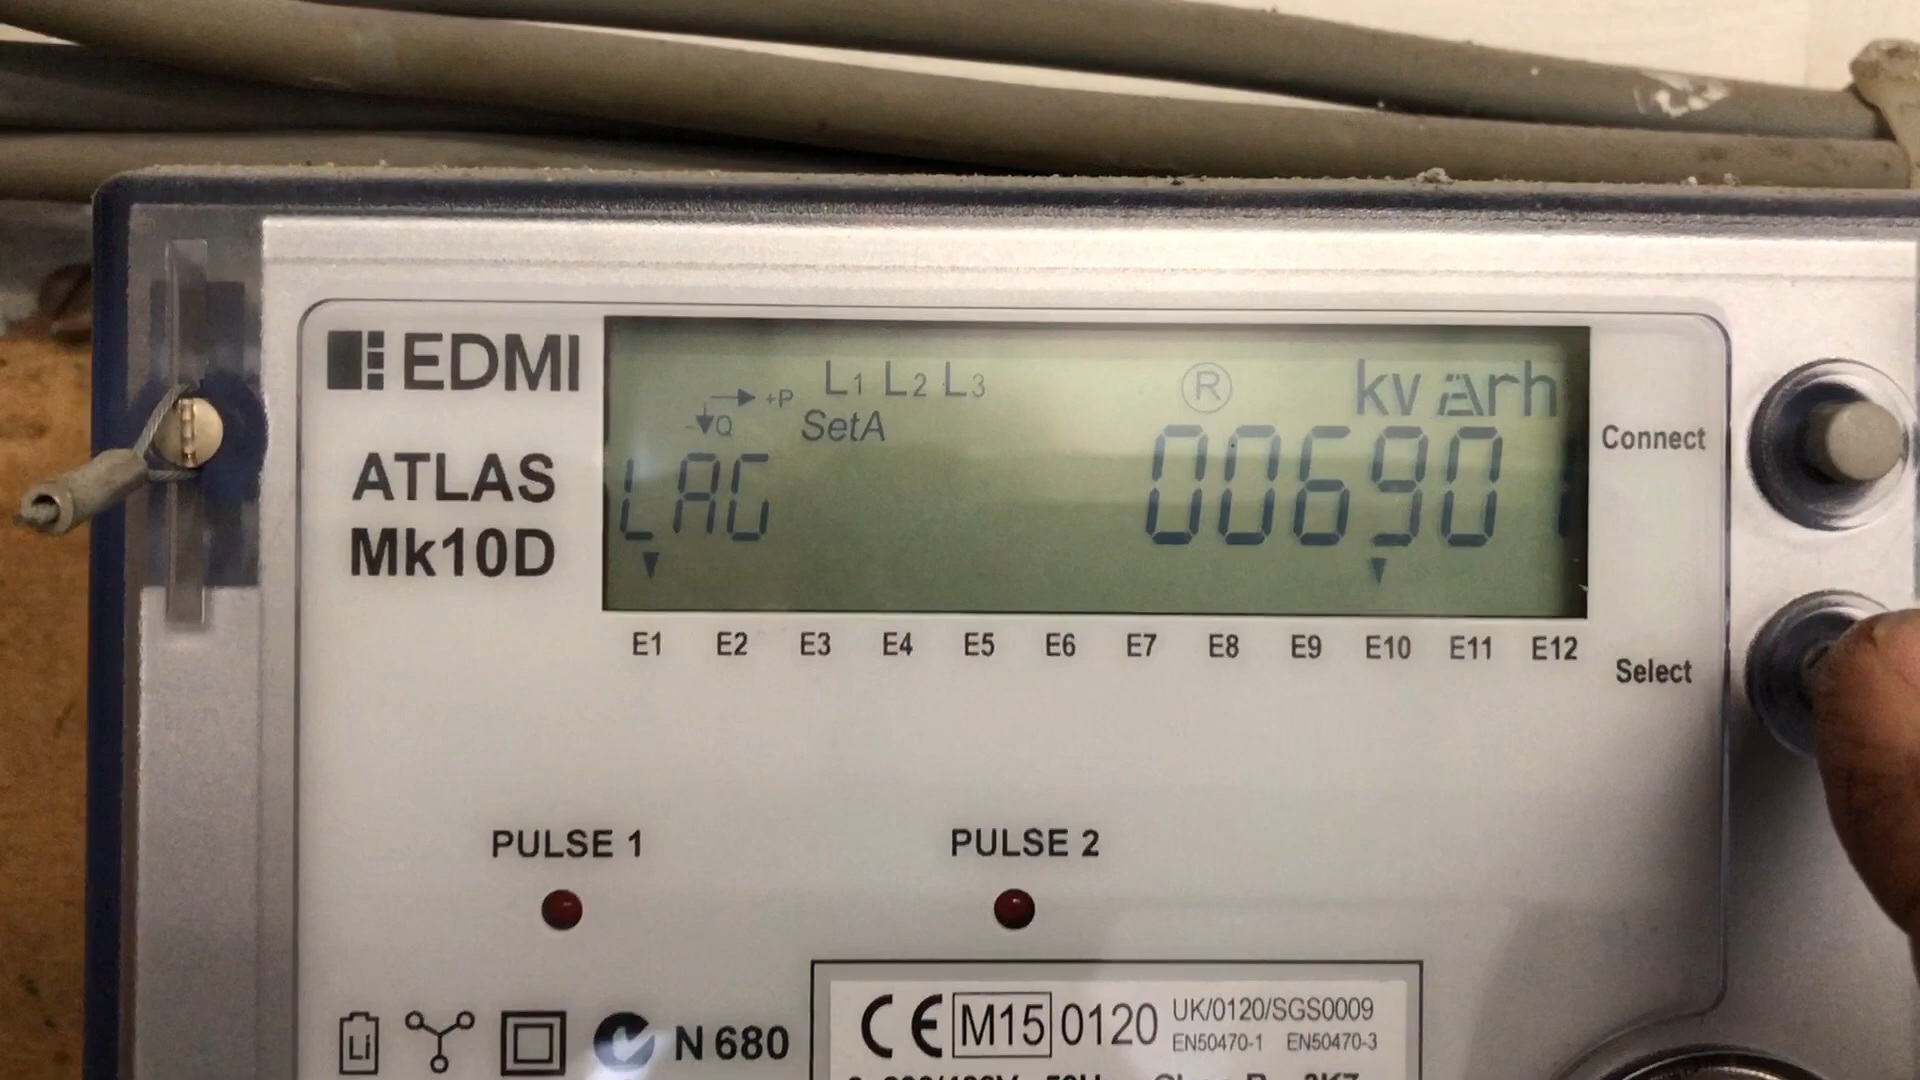 EDMI
ATLAS
Mk10D
L1 L2 L3
R
kvarh
+P
-Q
SetA
LAG
006901
Connect
E1 E2 E3 E4 E5 E6 E7 E8 E9 E10 E11 E12
Select
PULSE 1
PULSE 2
Li
N 680
CE M15 0120
UK/0120/SGS0009
EN50470-1 EN50470-3